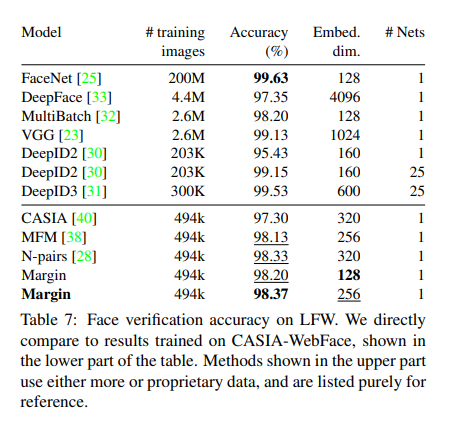 Model # training images Accuracy (%) Embed. dim. # Nets
FaceNet [25] 200M 99.63 128 1
DeepFace [33] 4.4M 97.35 4096 1
MultiBatch [32] 2.6M 98.20 128 1
VGG [23] 2.6M 99.13 1024 1
DeepID2 [30] 203K 95.43 160 1
DeepID2 [30] 203K 99.15 160 25
DeepID3 [31] 300K 99.53 600 25
CASIA [40] 494k 97.30 320 1
MFM [38] 494k 98.13 256 1
N-pairs [28] 494k 98.33 320 1
Margin 494k 98.20 128 1
Margin 494k 98.37 256 1
Table 7: Face verification accuracy on LFW. We directly
compare to results trained on CASIA-WebFace, shown in
the lower part of the table. Methods shown in the upper part
use either more or proprietary data, and are listed purely for
reference.